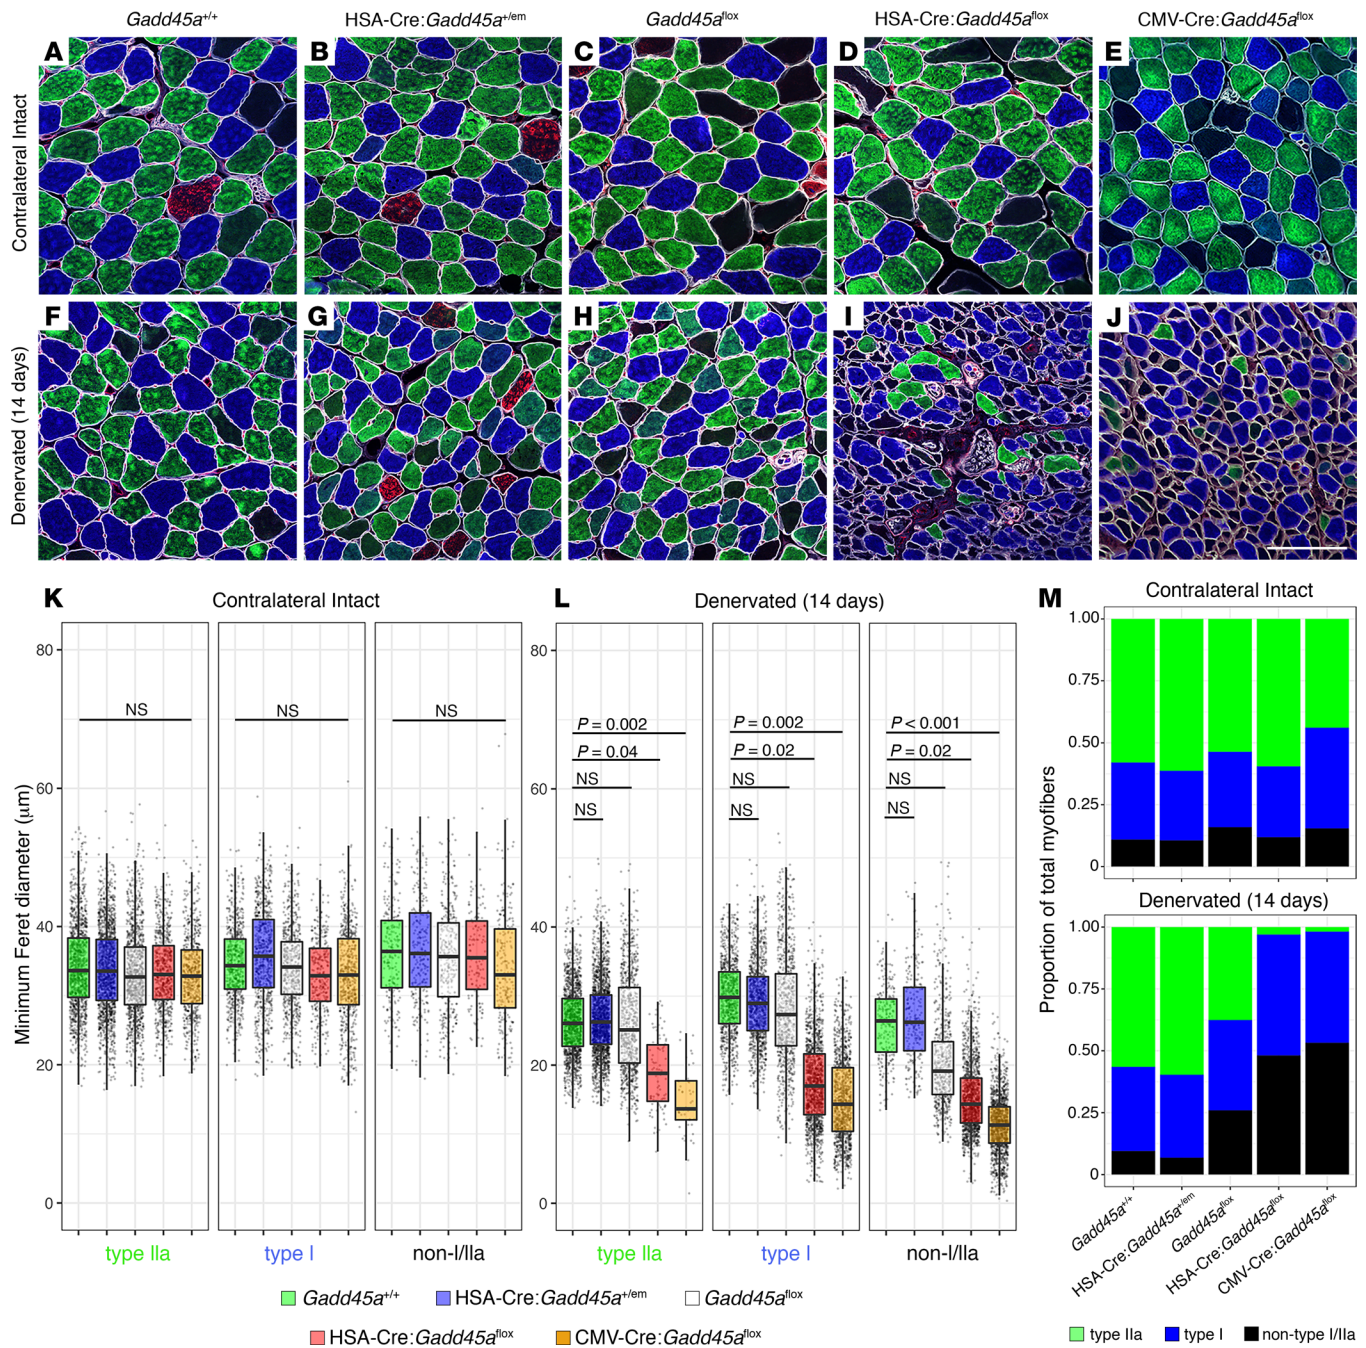 Gadd45a+/+ HSA-Cre:Gadd45a+/em Gadd45aflox HSA-Cre:Gadd45aflox CMV-Cre:Gadd45aflox
Contralateral Intact
A B C D E
Denervated (14 days)
F G H I J
K Contralateral Intact
L Denervated (14 days)
M Contralateral Intact
Minimum Feret diameter (μm)
80
60
40
20
0
NS NS NS
type IIa type I non-I/IIa
80
60
40
20
0
P = 0.002
P = 0.04
NS
NS
P = 0.002
P = 0.02
NS
NS
P < 0.001
P = 0.02
NS
NS
type IIa type I non-I/IIa
Gadd45a+/+ HSA-Cre:Gadd45a+/em Gadd45aflox
HSA-Cre:Gadd45aflox CMV-Cre:Gadd45aflox
Proportion of total myofibers
1.00
0.75
0.50
0.25
0
Denervated (14 days)
1.00
0.75
0.50
0.25
0
Gadd45a+/+
HSA-Cre:Gadd45a+/em
Gadd45aflox
HSA-Cre:Gadd45aflox
CMV-Cre:Gadd45aflox
type IIa type I non-type I/IIa